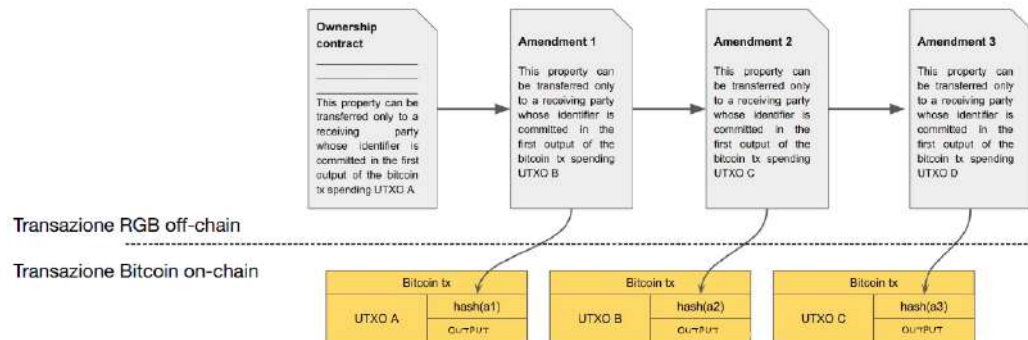 Ownership
contract
This property can be
transferred only to a
receiving party
whose identifier is
committed in the first
output of the bitcoin
tx spending UTXO A
Amendment 1
This property can
be transferred only
to a receiving party
whose identifier is
committed in the
first output of the
bitcoin tx spending
UTXO B
Amendment 2
This property can
be transferred only
to a receiving party
whose identifier is
committed in the
first output of the
bitcoin tx spending
UTXO C
Amendment 3
This property can
be transferred only
to a receiving party
whose identifier is
committed in the
first output of the
bitcoin tx spending
UTXO D
Transazione RGB off-chain
Transazione Bitcoin on-chain
Bitcoin tx
UTXO A
hash(a1)
OUTPUT
Bitcoin tx
UTXO B
hash(a2)
OUTPUT
Bitcoin tx
UTXO C
hash(a3)
OUTPUT